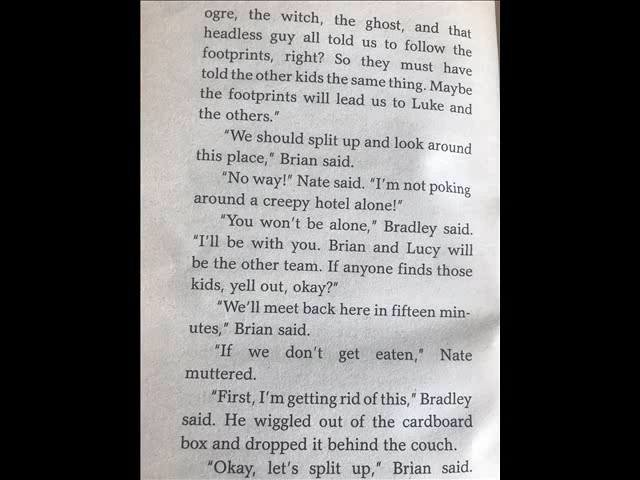 ogre, the witch, the ghost, and that
headless guy all told us to follow the
footprints, right? So they must have
told the other kids the same thing. Maybe
the footprints will lead us to Luke and
the others."
"We should split up and look around
this place," Brian said.
"No way!" Nate said. "I'm not poking
around a creepy hotel alone!"
"You won't be alone," Bradley said.
"I'll be with you. Brian and Lucy will
be the other team. If anyone finds those
kids, yell out, okay?"
"We'll meet back here in fifteen min-
utes," Brian said.
"If we don't get eaten," Nate
muttered.
"First, I'm getting rid of this," Bradley
said. He wiggled out of the cardboard
box and dropped it behind the couch.
"Okay, let's split up," Brian said.